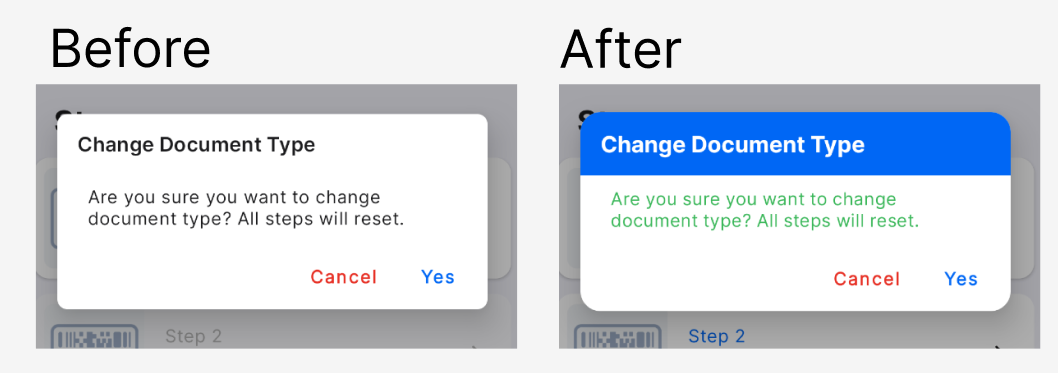 Before
After
Change Document Type
Are you sure you want to change
document type? All steps will reset.
Cancel
Yes
Step 2
Change Document Type
Are you sure you want to change
document type? All steps will reset.
Cancel
Yes
Step 2